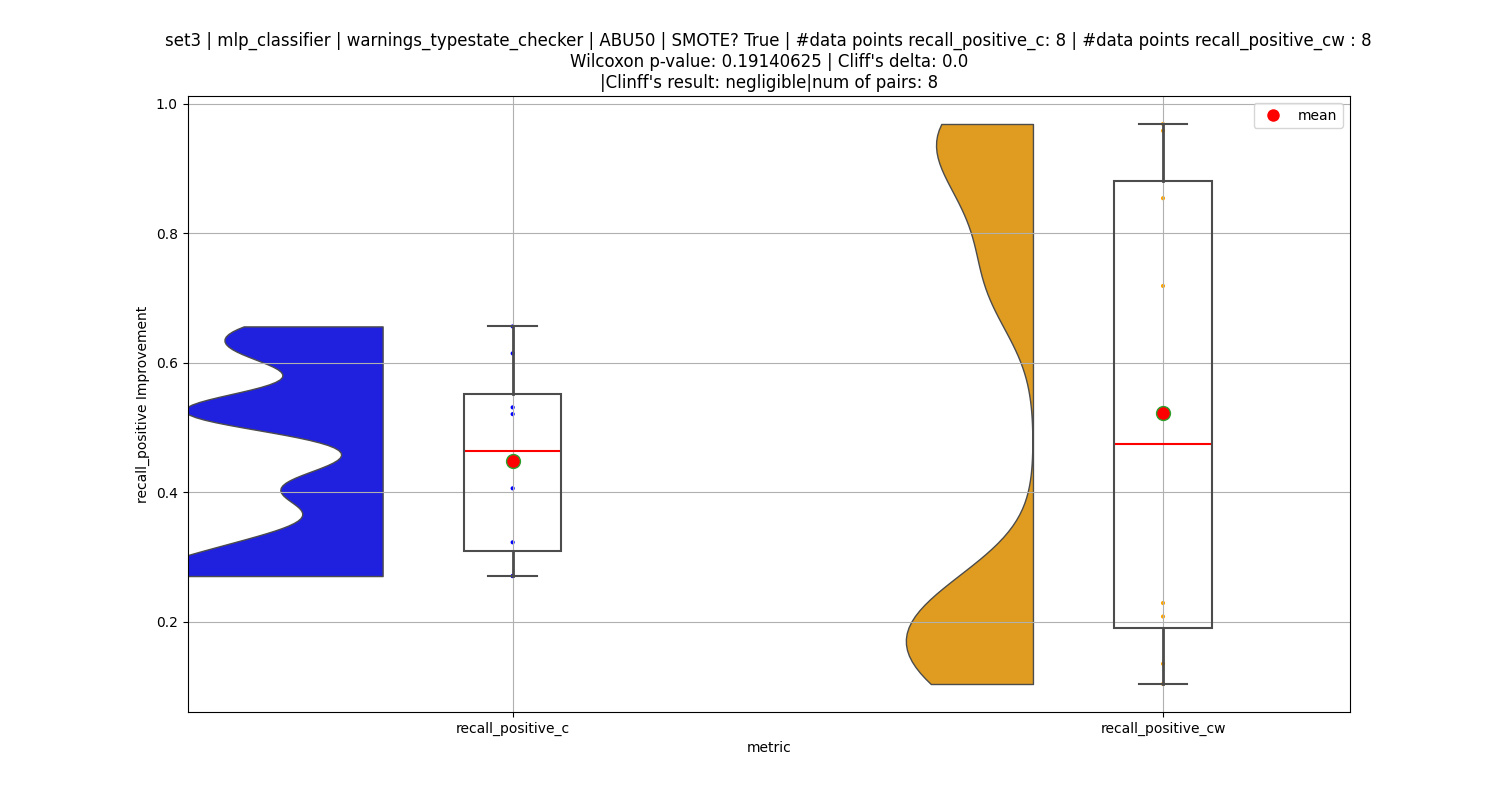 set3 | mlp_classifier | warnings_typestate_checker | ABU50 | SMOTE? True | #data points recall_positive_c: 8 | #data points recall_positive_cw : 8
Wilcoxon p-value: 0.19140625 | Cliff's delta: 0.0
|Clinff's result: negligible|num of pairs: 8
mean
1.0
0.8
0.6
0.4
0.2
recall_positive Improvement
recall_positive_c
recall_positive_cw
metric